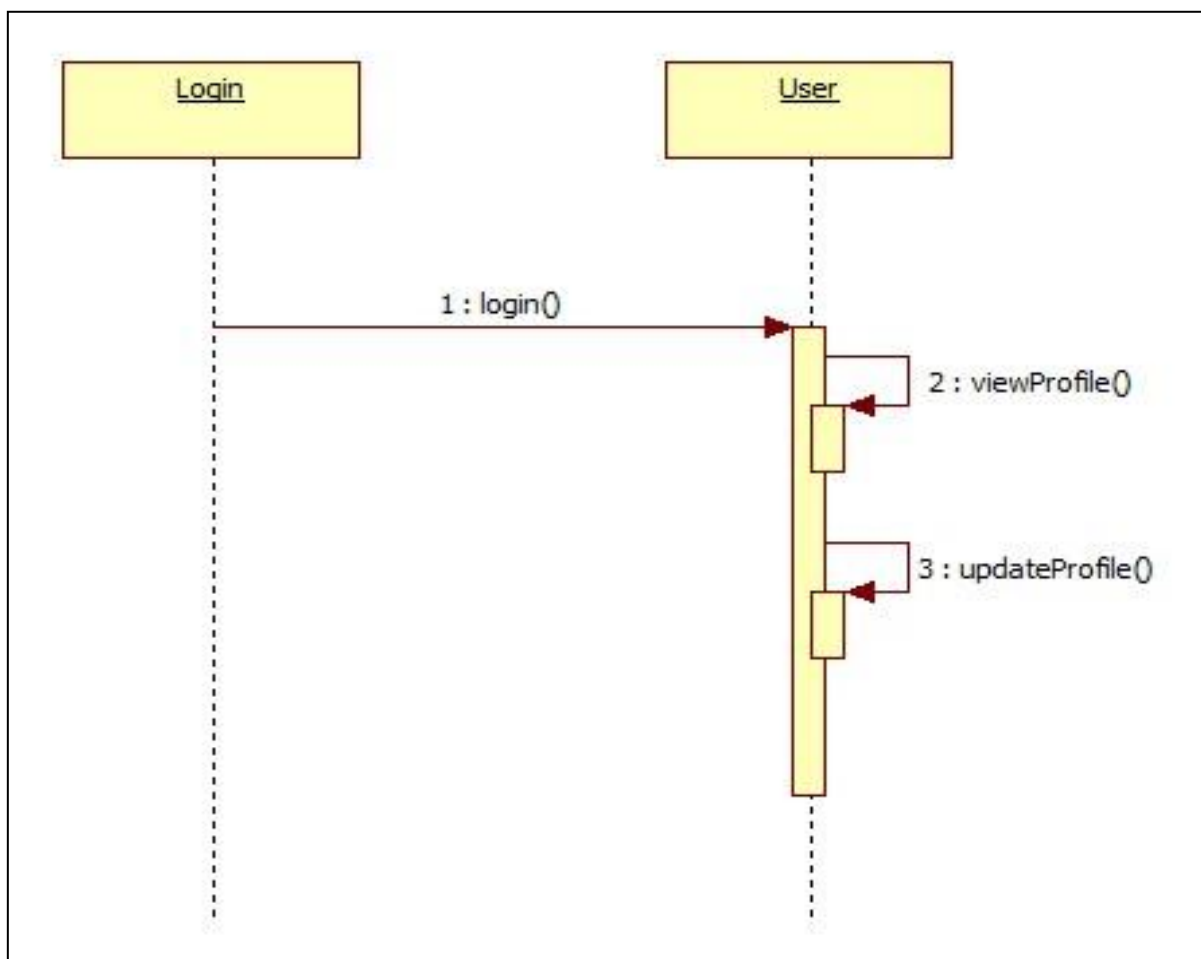 Login
User
1 : login()
2 : viewProfile()
3 : updateProfile()